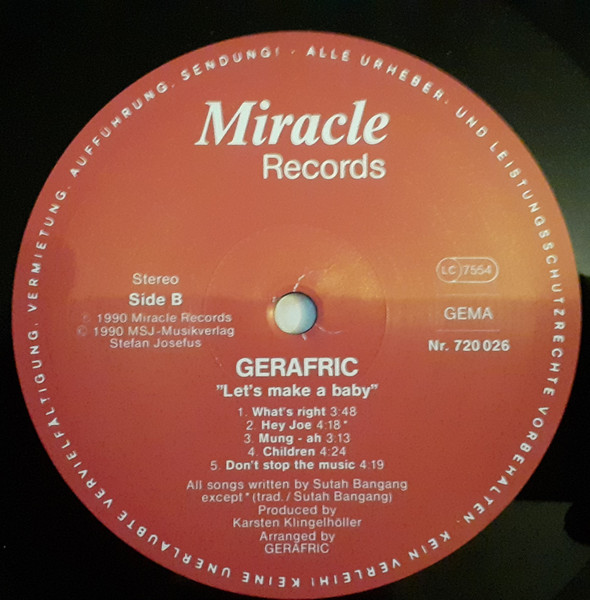 ALLE URHEBER- UND LEISTUNGSSCHUTZRECHTE VORBEHALTEN. KEIN VERLEIH! KEINE UNERLAUBTE VERVIELFÄLTIGUNG, VERMIETUNG, AUFFÜHRUNG, SENDUNG! ·
Miracle
Records
Stereo
Side B
℗ 1990 Miracle Records
© 1990 MSJ-Musikverlag
Stefan Josefus
LC 7554
GEMA
Nr. 720 026
GERAFRIC
"Let's make a baby"
1. What's right 3:48
2. Hey Joe 4:18*
3. Mung - ah 3:13
4. Children 4:24
5. Don't stop the music 4:19
All songs written by Sutah Bangang
except * (trad. / Sutah Bangang)
Produced by
Karsten Klingelhöller
Arranged by
GERAFRIC